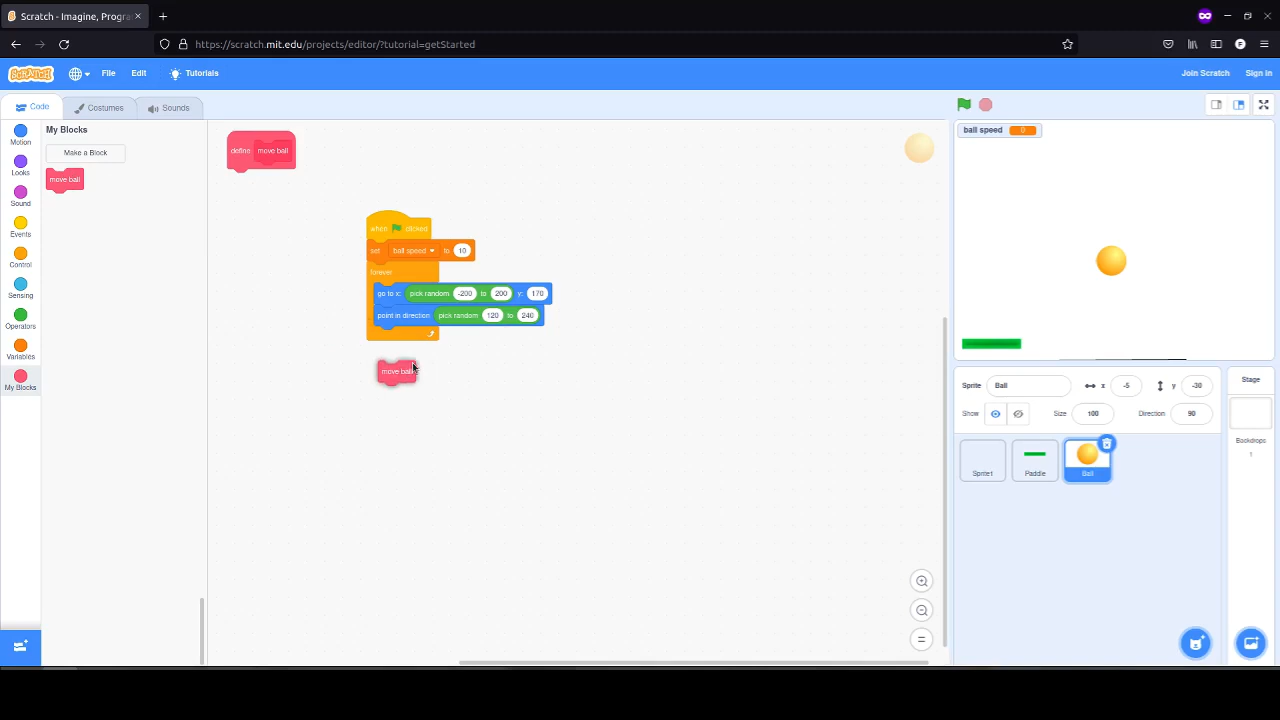 Scratch - Imagine, Progra
https://scratch.mit.edu/projects/editor/?tutorial=getStarted
F
SCRATCH File Edit Tutorials Join Scratch Sign in
Code Costumes Sounds
Motion
Looks
Sound
Events
Control
Sensing
Operators
Variables
My Blocks
My Blocks
Make a Block
move ball
define move ball
when clicked
set ball speed to 10
forever
go to x: pick random -200 to 200 y: 170
point in direction pick random 120 to 240
move ball
ball speed 0
Sprite Ball x -5 y -30
Show Size 100 Direction 90
Sprite1 Paddle Ball
Stage
Backdrops
1